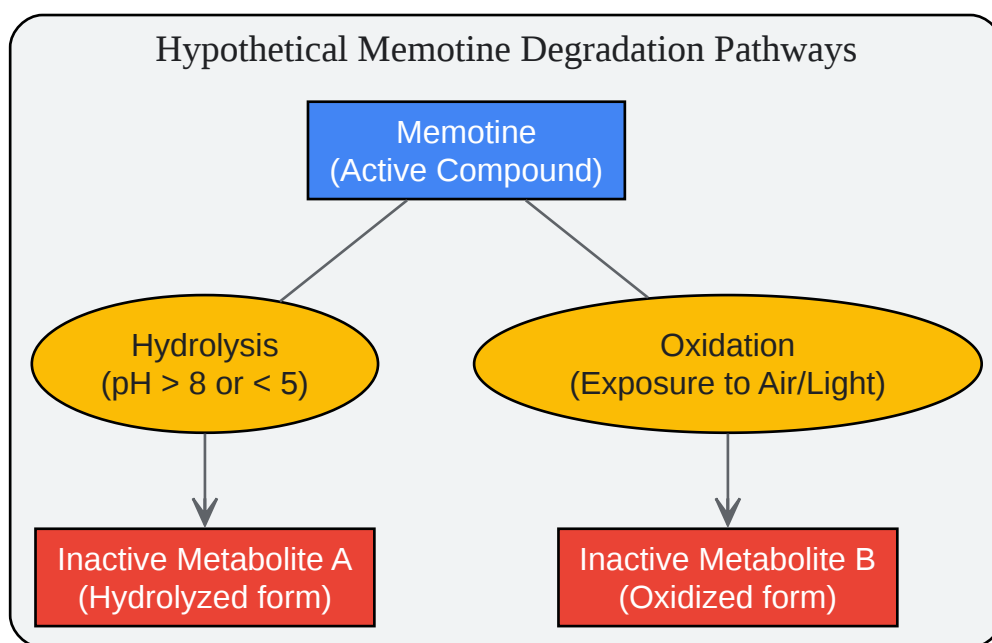 Hypothetical Memotine Degradation Pathways
Memotine
(Active Compound)
Hydrolysis
(pH > 8 or < 5)
Oxidation
(Exposure to Air/Light)
Inactive Metabolite A
(Hydrolyzed form)
Inactive Metabolite B
(Oxidized form)